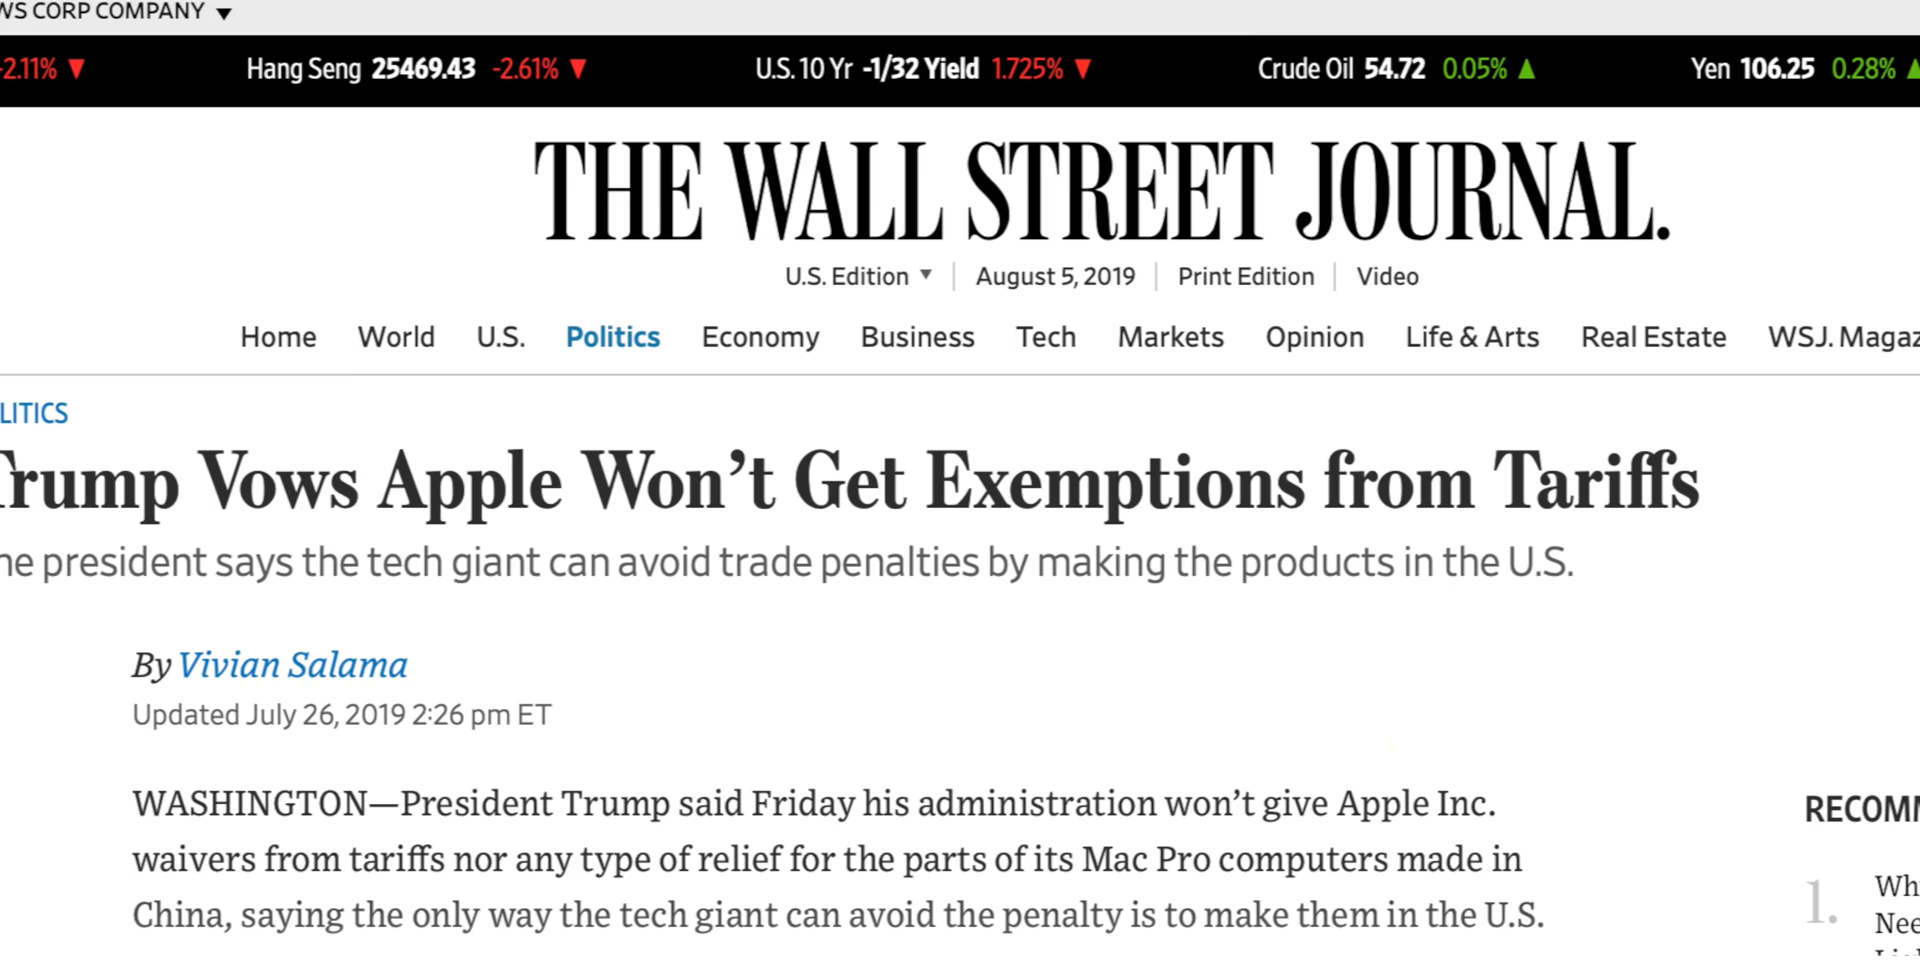 WS CORP COMPANY ▼
-2.11% ▼ Hang Seng 25469.43 -2.61% ▼ U.S. 10 Yr -1/32 Yield 1.725% ▼ Crude Oil 54.72 0.05% ▲ Yen 106.25 0.28% ▲
THE WALL STREET JOURNAL.
U.S. Edition ▼ | August 5, 2019 | Print Edition | Video
Home World U.S. Politics Economy Business Tech Markets Opinion Life & Arts Real Estate WSJ. Magaz
LITICS
Trump Vows Apple Won’t Get Exemptions from Tariffs
he president says the tech giant can avoid trade penalties by making the products in the U.S.
By Vivian Salama
Updated July 26, 2019 2:26 pm ET
WASHINGTON—President Trump said Friday his administration won’t give Apple Inc.
waivers from tariffs nor any type of relief for the parts of its Mac Pro computers made in
China, saying the only way the tech giant can avoid the penalty is to make them in the U.S.
RECOMM
1. Wh
Nee